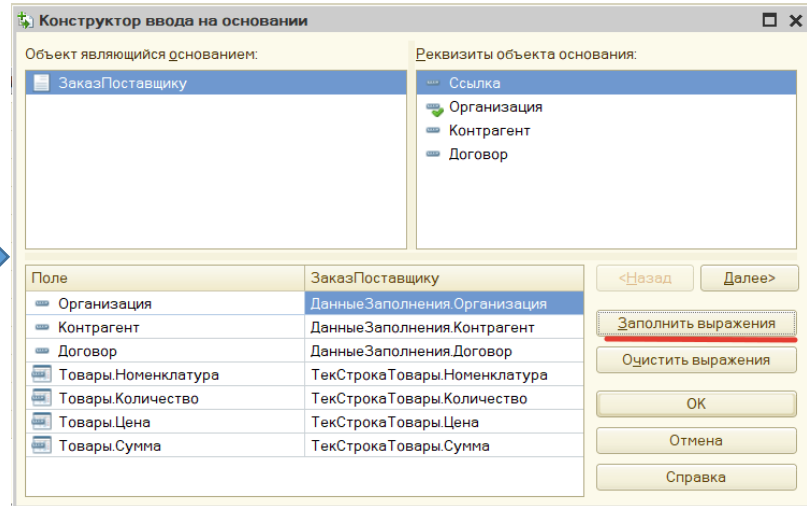 Конструктор ввода на основании
Объект являющийся основанием:
Реквизиты объекта основания:
ЗаказПоставщику
Ссылка
Организация
Контрагент
Договор
Поле
ЗаказПоставщику
Организация
ДанныеЗаполнения.Организация
Контрагент
ДанныеЗаполнения.Контрагент
Договор
ДанныеЗаполнения.Договор
Товары.Номенклатура
ТекСтрокаТовары.Номенклатура
Товары.Количество
ТекСтрокаТовары.Количество
Товары.Цена
ТекСтрокаТовары.Цена
Товары.Сумма
ТекСтрокаТовары.Сумма
<Назад
Далее>
Заполнить выражения
Очистить выражения
ОК
Отмена
Справка